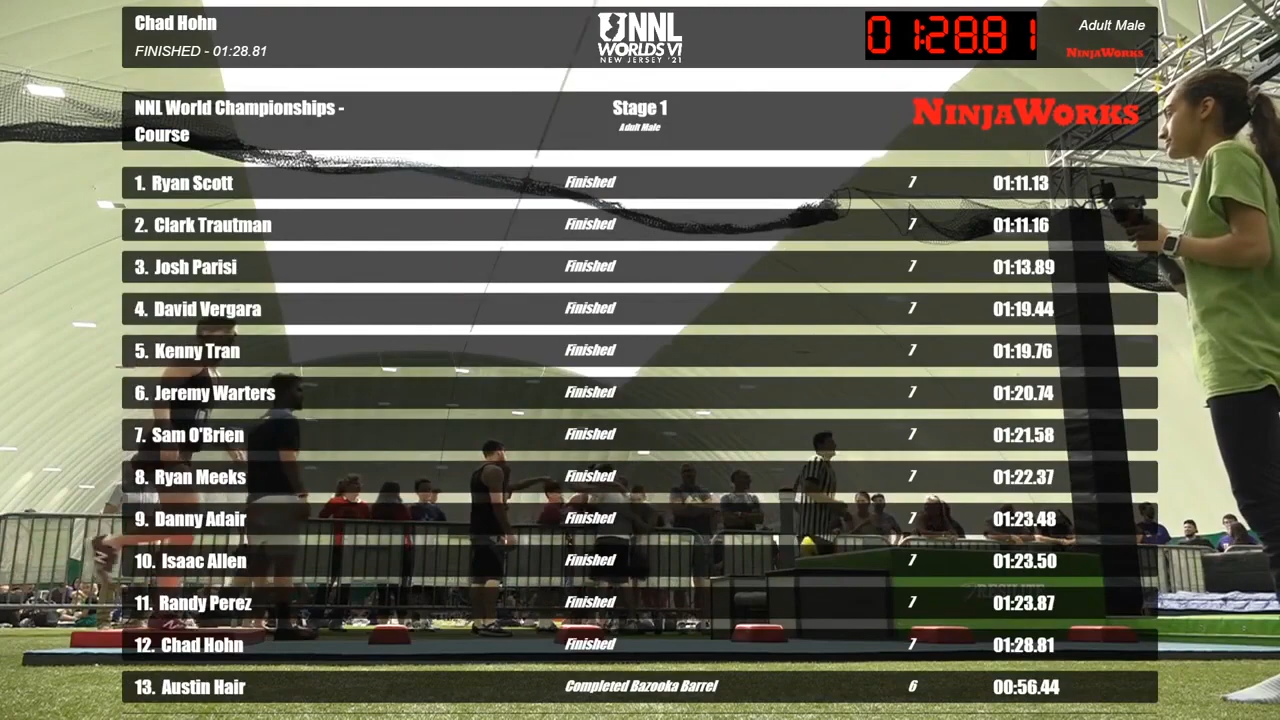 Chad Hohn
FINISHED - 01:28.81
NNL
WORLDS VI
NEW JERSEY '21
01:28.81
Adult Male
NINJAWORKS
NNL World Championships -
Course
Stage 1
Adult Male
NINJAWORKS
1. Ryan Scott Finished 7 01:11.13
2. Clark Trautman Finished 7 01:11.16
3. Josh Parisi Finished 7 01:13.89
4. David Vergara Finished 7 01:19.44
5. Kenny Tran Finished 7 01:19.76
6. Jeremy Warters Finished 7 01:20.74
7. Sam O'Brien Finished 7 01:21.58
8. Ryan Meeks Finished 7 01:22.37
9. Danny Adair Finished 7 01:23.48
10. Isaac Allen Finished 7 01:23.50
11. Randy Perez Finished 7 01:23.87
RESILITE
12. Chad Hohn Finished 7 01:28.81
13. Austin Hair Completed Bazooka Barrel 6 00:56.44